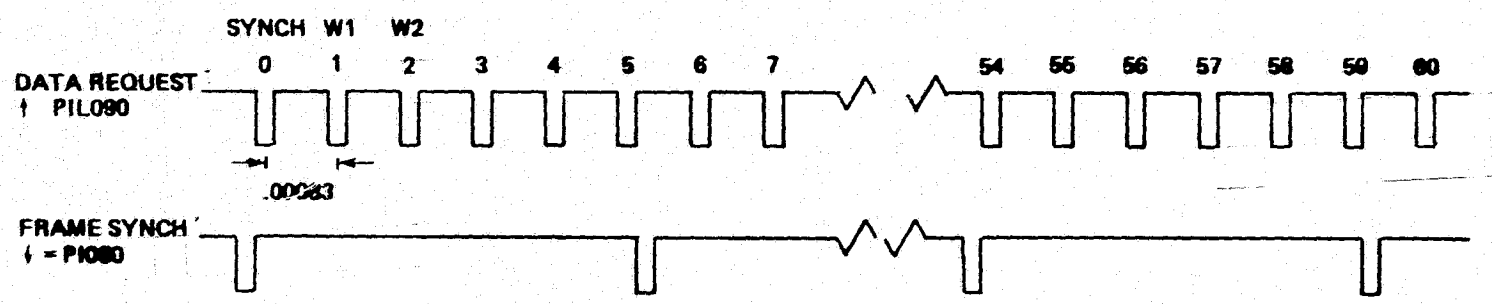 SYNCH W1 W2
0 1 2 3 4 5 6 7 54 55 56 57 58 59 60
DATA REQUEST
↑ PIL090
FRAME SYNCH
↓ =